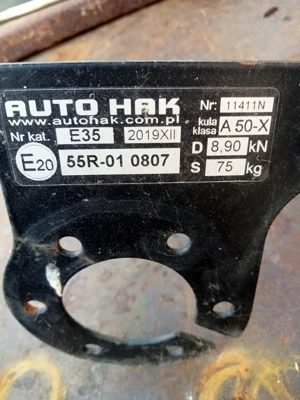 AUTO HAK
www.autohak.com.pl
Nr: 11411N
Nr kat. E35 2019XII
kula klasa A 50-X
E20 55R-01 0807
D 8,90 kN
S 75 kg